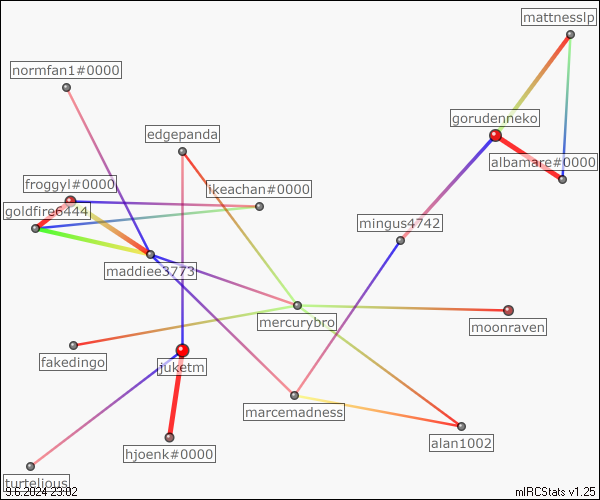 mattnesslp
normfan1#0000
gorudenneko
edgepanda
albamare#0000
froggyl#0000
ikeachan#0000
goldfire6444
mingus4742
maddiee3773
mercurybro
moonraven
fakedingo
juketm
marcemadness
alan1002
hjoenk#0000
turtelious
9.6.2024 23:02
mIRCStats v1.25